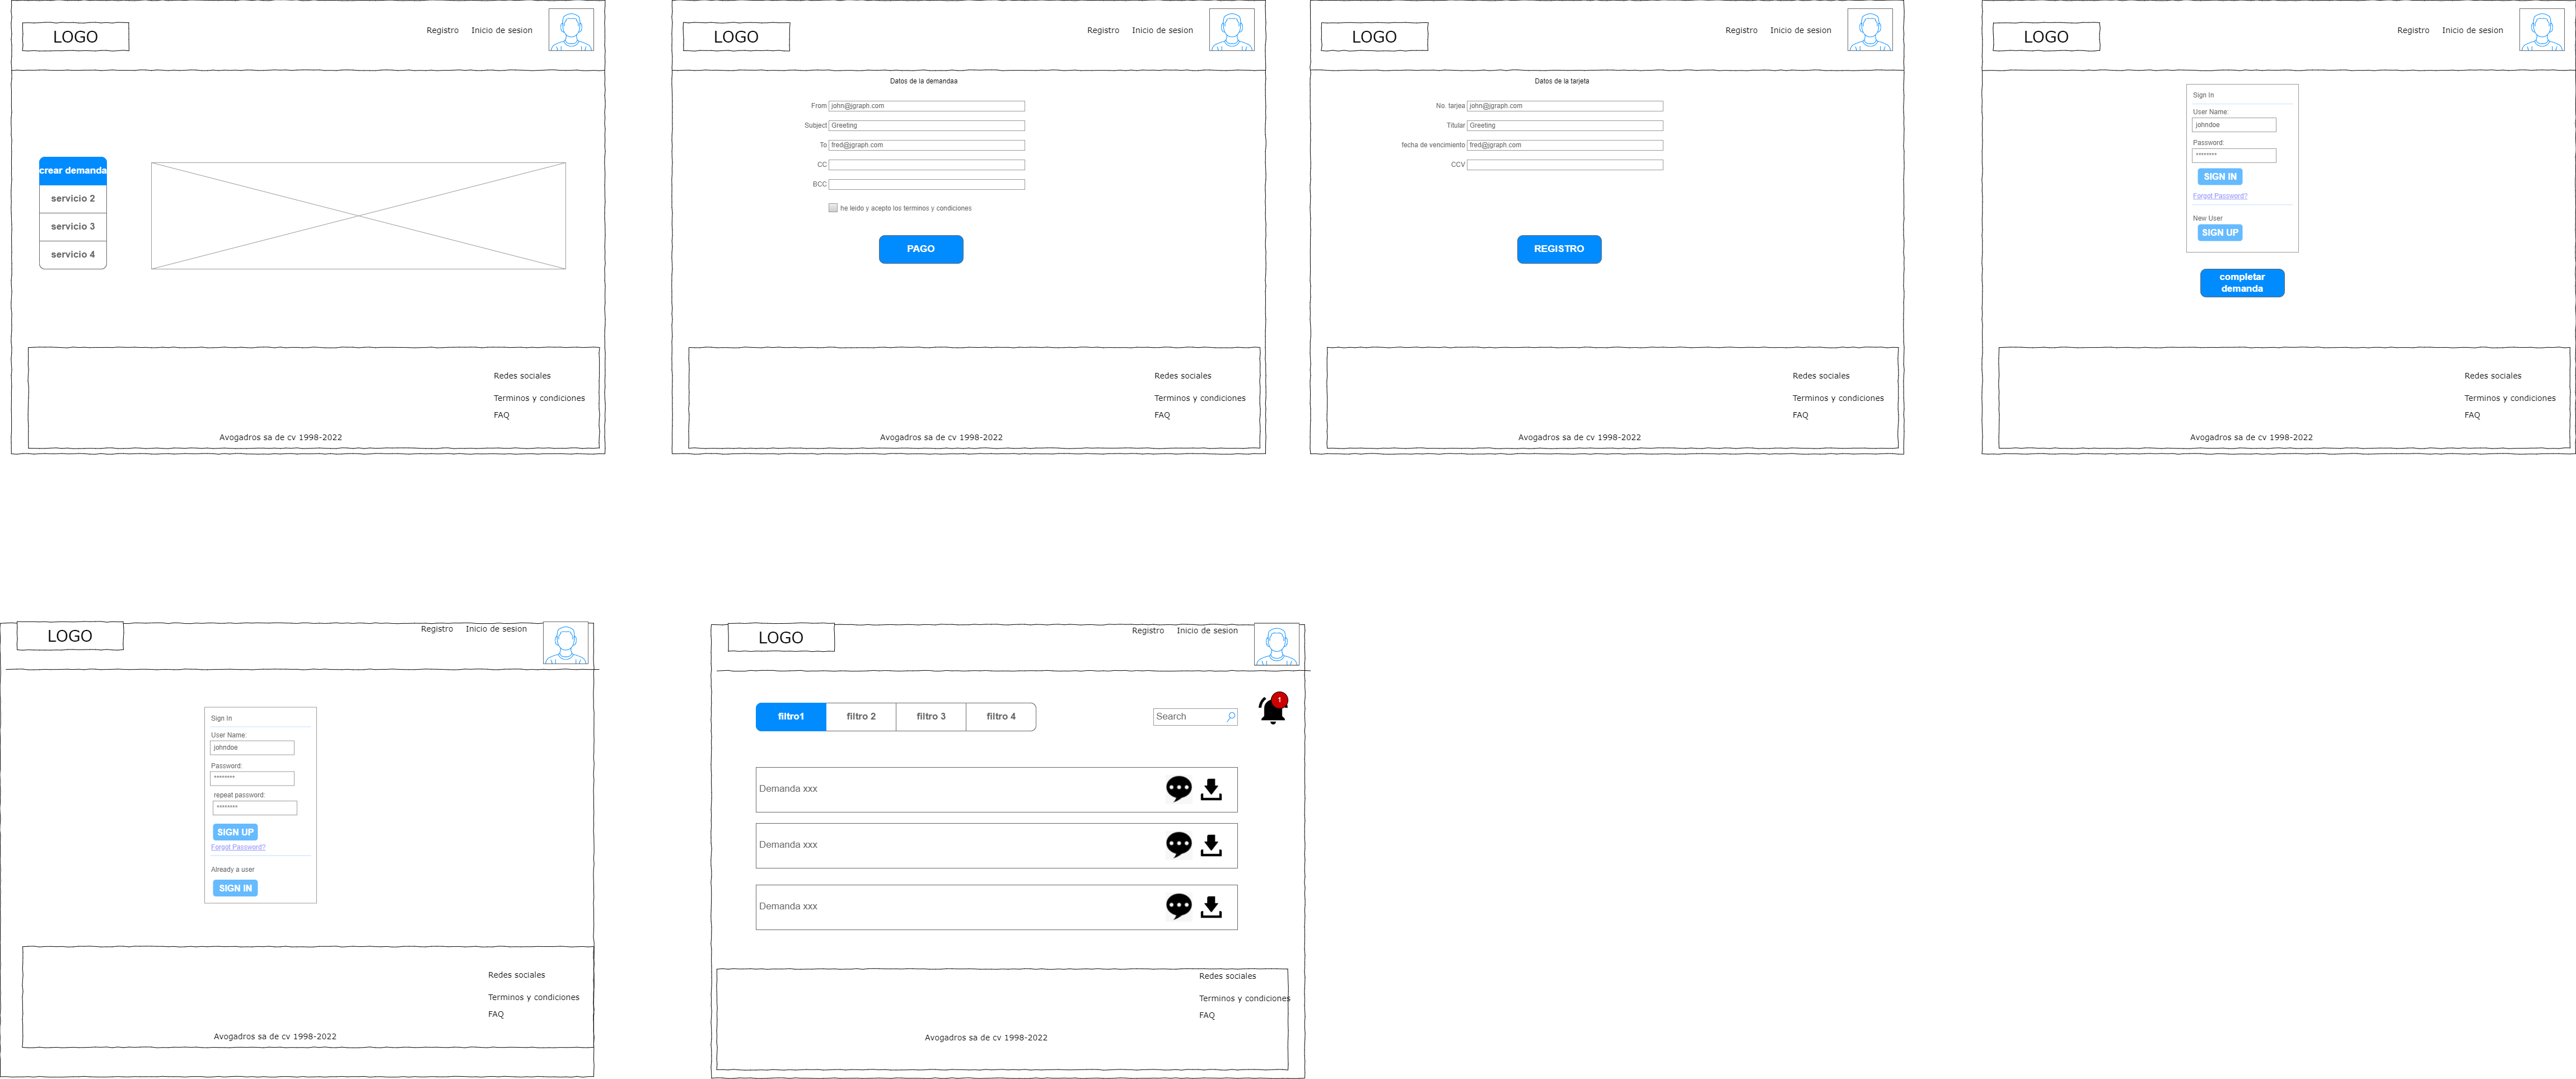 LOGO
Registro Inicio de sesion
crear demanda
servicio 2
servicio 3
servicio 4
Redes sociales
Terminos y condiciones
FAQ
Avogadros sa de cv 1998-2022
LOGO
Registro Inicio de sesion
Datos de la demandaa
From john@jgraph.com
Subject Greeting
To fred@jgraph.com
CC
BCC
he leido y acepto los terminos y condiciones
PAGO
Redes sociales
Terminos y condiciones
FAQ
Avogadros sa de cv 1998-2022
LOGO
Registro Inicio de sesion
Datos de la tarjeta
No. tarjea john@jgraph.com
Titular Greeting
fecha de vencimiento fred@jgraph.com
CCV
REGISTRO
Redes sociales
Terminos y condiciones
FAQ
Avogadros sa de cv 1998-2022
LOGO
Registro Inicio de sesion
Sign In
User Name:
johndoe
Password:
********
SIGN IN
Forgot Password?
New User
SIGN UP
completar
demanda
Redes sociales
Terminos y condiciones
FAQ
Avogadros sa de cv 1998-2022
LOGO
Registro Inicio de sesion
Sign In
User Name:
johndoe
Password:
********
repeat password:
********
SIGN UP
Forgot Password?
Already a user
SIGN IN
Redes sociales
Terminos y condiciones
FAQ
Avogadros sa de cv 1998-2022
LOGO
Registro Inicio de sesion
filtro1 filtro 2 filtro 3 filtro 4
Search
1
Demanda xxx
Demanda xxx
Demanda xxx
Redes sociales
Terminos y condiciones
FAQ
Avogadros sa de cv 1998-2022